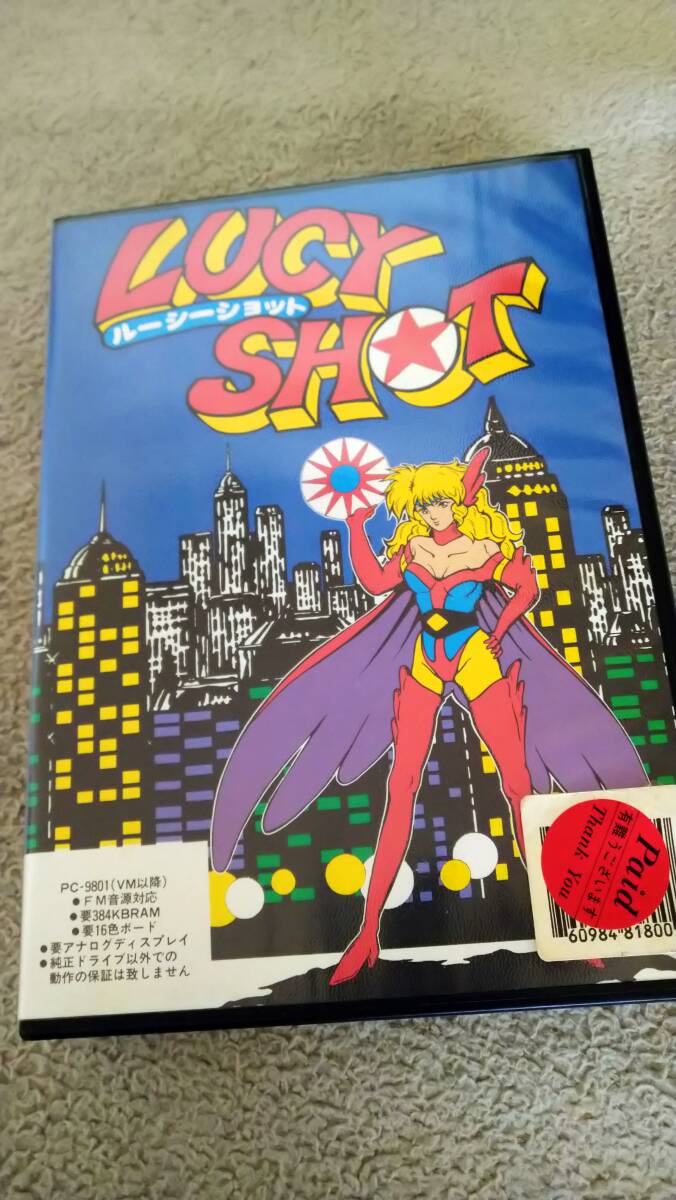 LUCY
ルーシーショット
SHOT
PC-9801(VM以降)
●FM音源対応
●要384KBRAM
●要16色ボード
●要アナログディスプレイ
●純正ドライブ以外での
動作の保証は致しません
Paid
有難うございます
Thank You
60984 81800